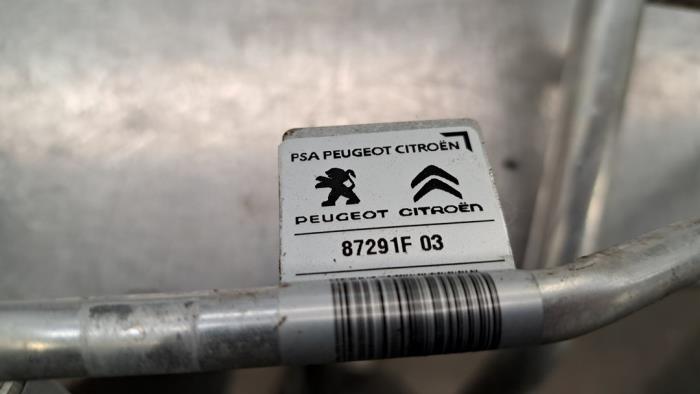 PSA PEUGEOT CITROËN
PEUGEOT CITROËN
87291F 03